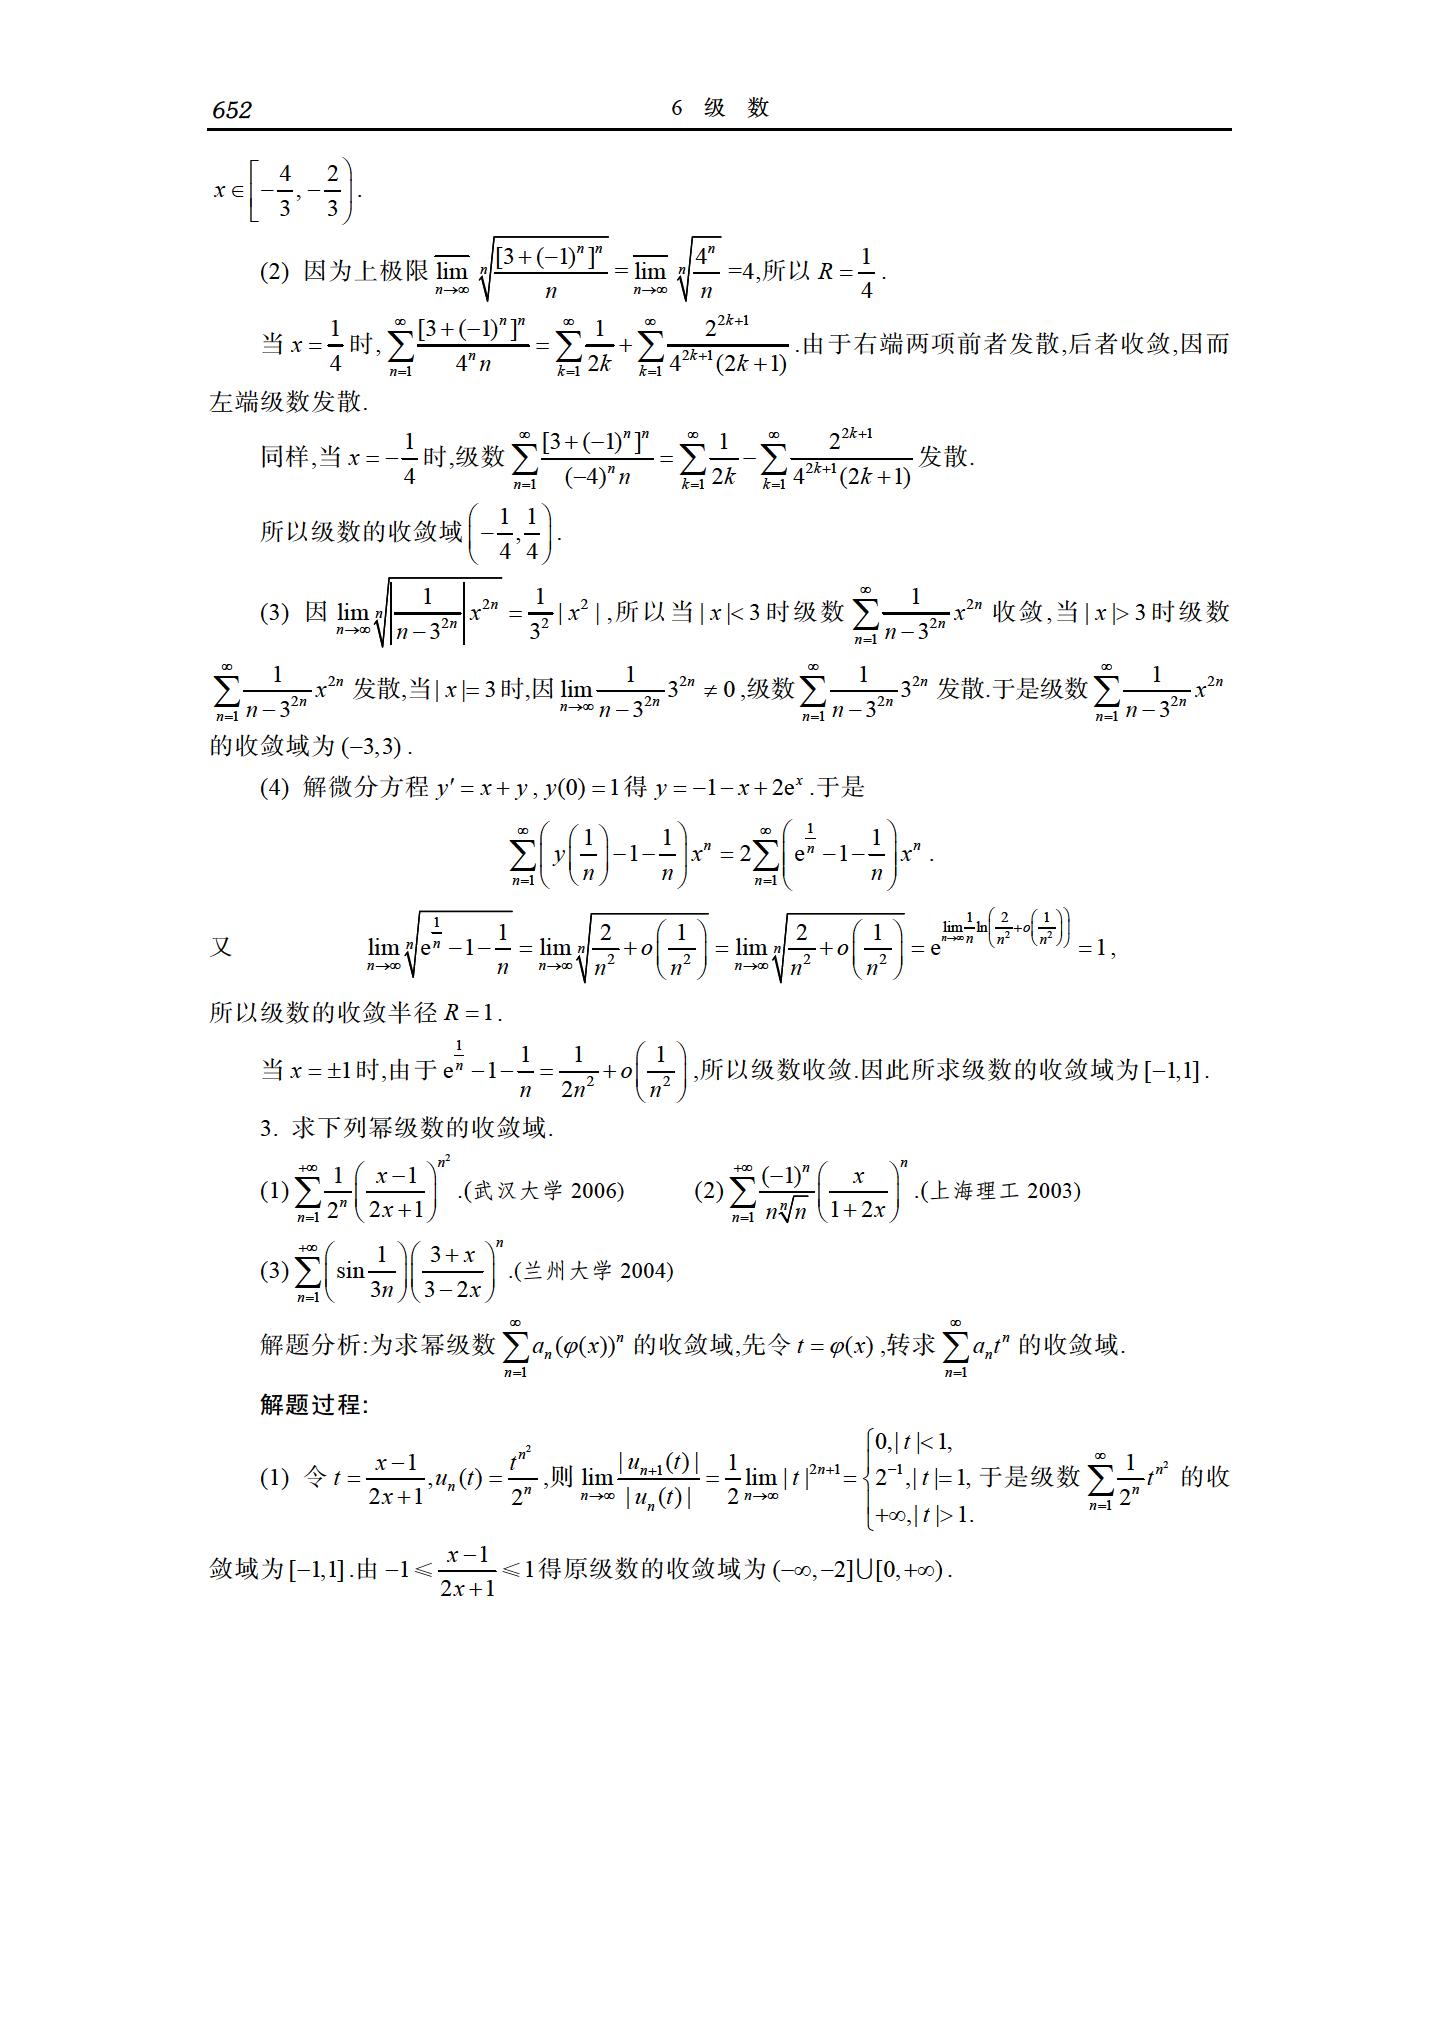 652 6 级 数
$x\in\left[-\frac{4}{3},-\frac{2}{3}\right)$.
(2) 因为上极限 $\overline{\lim\limits_{n\to\infty}}\sqrt[n]{\frac{[3+(-1)^n]^n}{n}}=\overline{\lim\limits_{n\to\infty}}\sqrt[n]{\frac{4^n}{n}}=4$,所以 $R=\frac{1}{4}$.
当 $x=\frac{1}{4}$ 时, $\sum\limits_{n=1}^{\infty}\frac{[3+(-1)^n]^n}{4^n n}=\sum\limits_{k=1}^{\infty}\frac{1}{2k}+\sum\limits_{k=1}^{\infty}\frac{2^{2k+1}}{4^{2k+1}(2k+1)}$.由于右端两项前者发散,后者收敛,因而
左端级数发散.
同样,当 $x=-\frac{1}{4}$ 时,级数 $\sum\limits_{n=1}^{\infty}\frac{[3+(-1)^n]^n}{(-4)^n n}=\sum\limits_{k=1}^{\infty}\frac{1}{2k}-\sum\limits_{k=1}^{\infty}\frac{2^{2k+1}}{4^{2k+1}(2k+1)}$ 发散.
所以级数的收敛域 $\left(-\frac{1}{4},\frac{1}{4}\right)$.
(3) 因 $\lim\limits_{n\to\infty}\sqrt[n]{\left|\frac{1}{n-3^{2n}}\right|x^{2n}}=\frac{1}{3^2}|x^2|$,所以当 $|x|<3$ 时级数 $\sum\limits_{n=1}^{\infty}\frac{1}{n-3^{2n}}x^{2n}$ 收敛,当 $|x|>3$ 时级数
$\sum\limits_{n=1}^{\infty}\frac{1}{n-3^{2n}}x^{2n}$ 发散,当 $|x|=3$ 时,因 $\lim\limits_{n\to\infty}\frac{1}{n-3^{2n}}3^{2n}\neq 0$,级数 $\sum\limits_{n=1}^{\infty}\frac{1}{n-3^{2n}}3^{2n}$ 发散.于是级数 $\sum\limits_{n=1}^{\infty}\frac{1}{n-3^{2n}}x^{2n}$
的收敛域为 $(-3,3)$.
(4) 解微分方程 $y'=x+y,y(0)=1$ 得 $y=-1-x+2\mathrm{e}^x$.于是
$\sum\limits_{n=1}^{\infty}\left(y\left(\frac{1}{n}\right)-1-\frac{1}{n}\right)x^n=2\sum\limits_{n=1}^{\infty}\left(\mathrm{e}^{\frac{1}{n}}-1-\frac{1}{n}\right)x^n$.
又 $\lim\limits_{n\to\infty}\sqrt[n]{\mathrm{e}^{\frac{1}{n}}-1-\frac{1}{n}}=\lim\limits_{n\to\infty}\sqrt[n]{\frac{2}{n^2}+o\left(\frac{1}{n^2}\right)}=\lim\limits_{n\to\infty}\sqrt[n]{\frac{2}{n^2}+o\left(\frac{1}{n^2}\right)}=\mathrm{e}^{\lim\limits_{n\to\infty}\frac{1}{n}\ln\left(\frac{2}{n^2}+o\left(\frac{1}{n^2}\right)\right)}=1$,
所以级数的收敛半径 $R=1$.
当 $x=\pm1$ 时,由于 $\mathrm{e}^{\frac{1}{n}}-1-\frac{1}{n}=\frac{1}{2n^2}+o\left(\frac{1}{n^2}\right)$,所以级数收敛.因此所求级数的收敛域为 $[-1,1]$.
3. 求下列幂级数的收敛域.
(1) $\sum\limits_{n=1}^{+\infty}\frac{1}{2^n}\left(\frac{x-1}{2x+1}\right)^{n^2}$.(武汉大学 2006) (2) $\sum\limits_{n=1}^{+\infty}\frac{(-1)^n}{n\sqrt[n]{n}}\left(\frac{x}{1+2x}\right)^n$.(上海理工 2003)
(3) $\sum\limits_{n=1}^{+\infty}\left(\sin\frac{1}{3n}\right)\left(\frac{3+x}{3-2x}\right)^n$.(兰州大学 2004)
解题分析:为求幂级数 $\sum\limits_{n=1}^{\infty}a_n(\varphi(x))^n$ 的收敛域,先令 $t=\varphi(x)$,转求 $\sum\limits_{n=1}^{\infty}a_nt^n$ 的收敛域.
解题过程:
(1) 令 $t=\frac{x-1}{2x+1},u_n(t)=\frac{t^{n^2}}{2^n}$,则 $\lim\limits_{n\to\infty}\frac{|u_{n+1}(t)|}{|u_n(t)|}=\frac{1}{2}\lim\limits_{n\to\infty}|t|^{2n+1}=\begin{cases}0,|t|<1,\\2^{-1},|t|=1,\\+\infty,|t|>1.\end{cases}$ 于是级数 $\sum\limits_{n=1}^{\infty}\frac{1}{2^n}t^{n^2}$ 的收
敛域为 $[-1,1]$.由 $-1\leqslant\frac{x-1}{2x+1}\leqslant1$ 得原级数的收敛域为 $(-\infty,-2]\bigcup[0,+\infty)$.